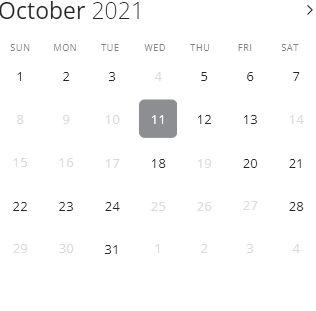 October 2021 >
SUN MON TUE WED THU FRI SAT
1 2 3 4 5 6 7
8 9 10 11 12 13 14
15 16 17 18 19 20 21
22 23 24 25 26 27 28
29 30 31 1 2 3 4